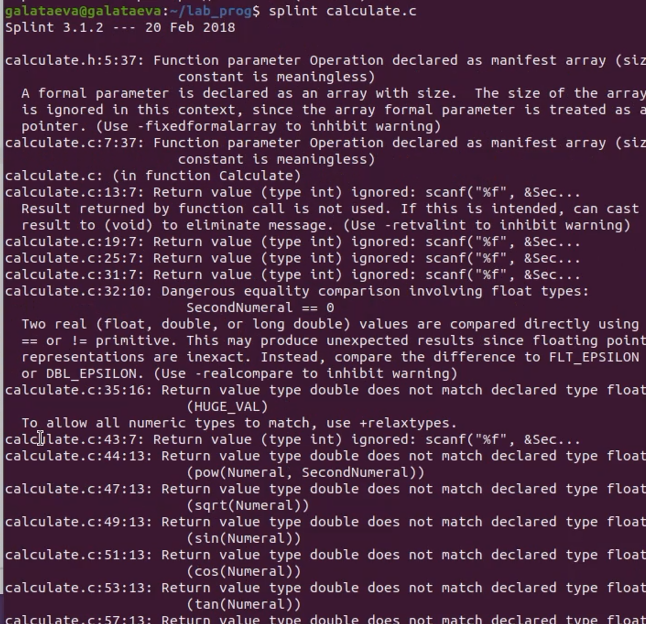 galataeva@galataeva:~/lab_prog$ splint calculate.c
Splint 3.1.2 --- 20 Feb 2018
calculate.h:5:37: Function parameter Operation declared as manifest array (siz
constant is meaningless)
A formal parameter is declared as an array with size.  The size of the array
is ignored in this context, since the array formal parameter is treated as a
pointer. (Use -fixedformalarray to inhibit warning)
calculate.c:7:37: Function parameter Operation declared as manifest array (siz
constant is meaningless)
calculate.c: (in function Calculate)
calculate.c:13:7: Return value (type int) ignored: scanf("%f", &Sec...
Result returned by function call is not used. If this is intended, can cast
result to (void) to eliminate message. (Use -retvalint to inhibit warning)
calculate.c:19:7: Return value (type int) ignored: scanf("%f", &Sec...
calculate.c:25:7: Return value (type int) ignored: scanf("%f", &Sec...
calculate.c:31:7: Return value (type int) ignored: scanf("%f", &Sec...
calculate.c:32:10: Dangerous equality comparison involving float types:
SecondNumeral == 0
Two real (float, double, or long double) values are compared directly using
== or != primitive. This may produce unexpected results since floating point
representations are inexact. Instead, compare the difference to FLT_EPSILON
or DBL_EPSILON. (Use -realcompare to inhibit warning)
calculate.c:35:16: Return value type double does not match declared type float
(HUGE_VAL)
To allow all numeric types to match, use +relaxtypes.
calculate.c:43:7: Return value (type int) ignored: scanf("%f", &Sec...
calculate.c:44:13: Return value type double does not match declared type float
(pow(Numeral, SecondNumeral))
calculate.c:47:13: Return value type double does not match declared type float
(sqrt(Numeral))
calculate.c:49:13: Return value type double does not match declared type float
(sin(Numeral))
calculate.c:51:13: Return value type double does not match declared type float
(cos(Numeral))
calculate.c:53:13: Return value type double does not match declared type float
(tan(Numeral))
calculate.c:57:13: Return value type double does not match declared type float